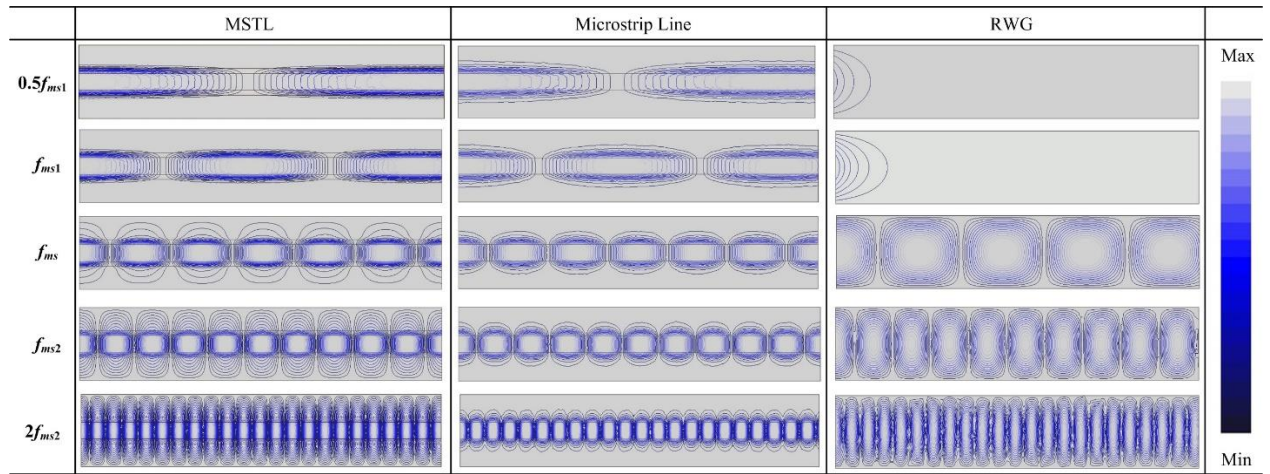 MSTL Microstrip Line RWG
Max
0.5fms1
fms1
fms
fms2
2fms2
Min